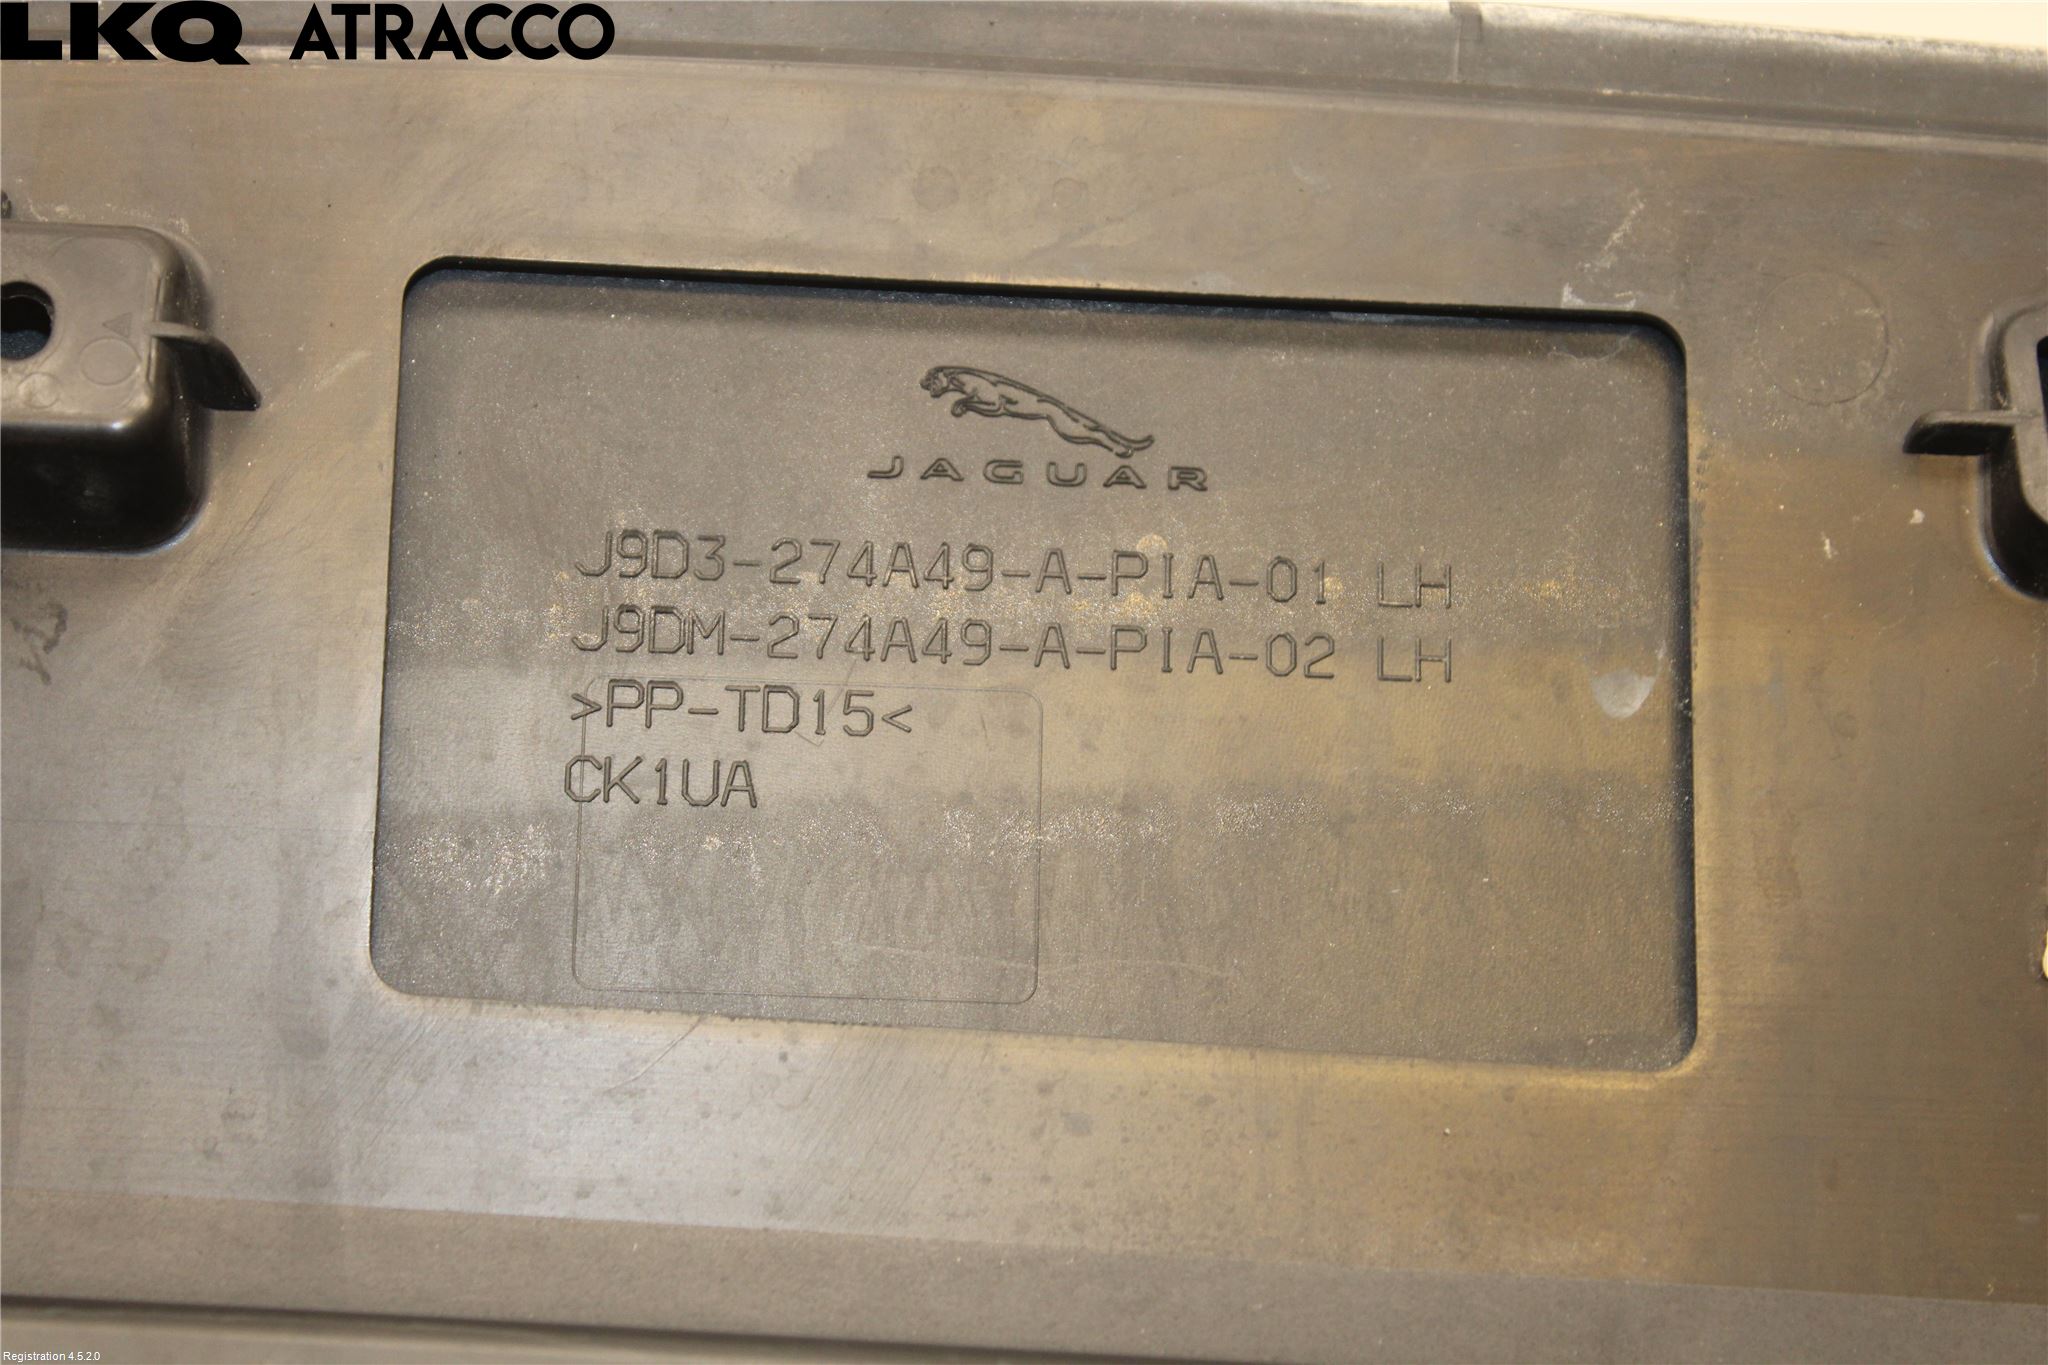 LKQ ATRACCO
JAGUAR
J9D3-274A49-A-PIA-01 LH
J9DM-274A49-A-PIA-02 LH
>PP-TD15<
CK1UA
Registration 4.5.2.0